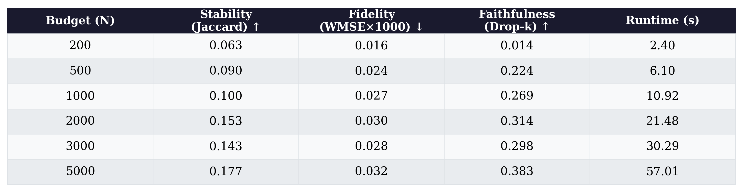 Budget (N) Stability (Jaccard) ↑ Fidelity (WMSE×1000) ↓ Faithfulness (Drop-k) ↑ Runtime (s)
200 0.063 0.016 0.014 2.40
500 0.090 0.024 0.224 6.10
1000 0.100 0.027 0.269 10.92
2000 0.153 0.030 0.314 21.48
3000 0.143 0.028 0.298 30.29
5000 0.177 0.032 0.383 57.01